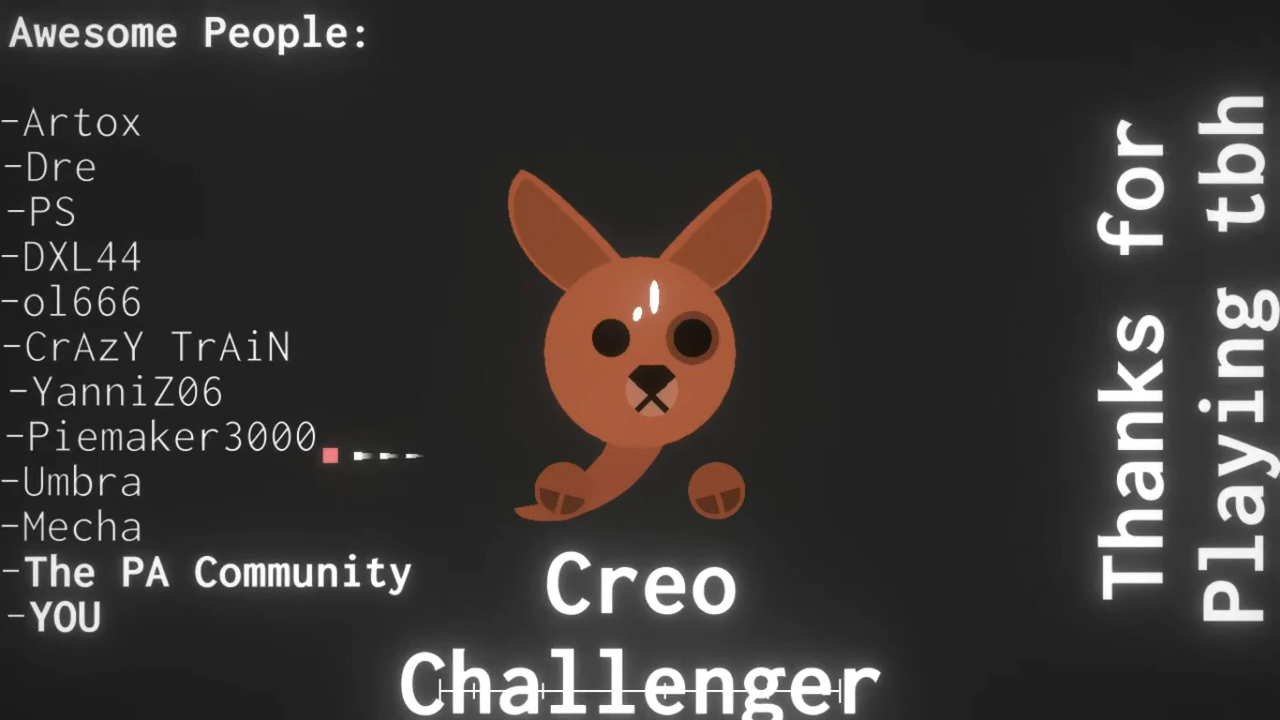 Awesome People:
-Artox
-Dre
-PS
-DXL44
-ol666
-CrAzY TrAiN
-YanniZ06
-Piemaker3000
-Umbra
-Mecha
-The PA Community
-YOU
Creo
Challenger
Thanks for
Playing tbh